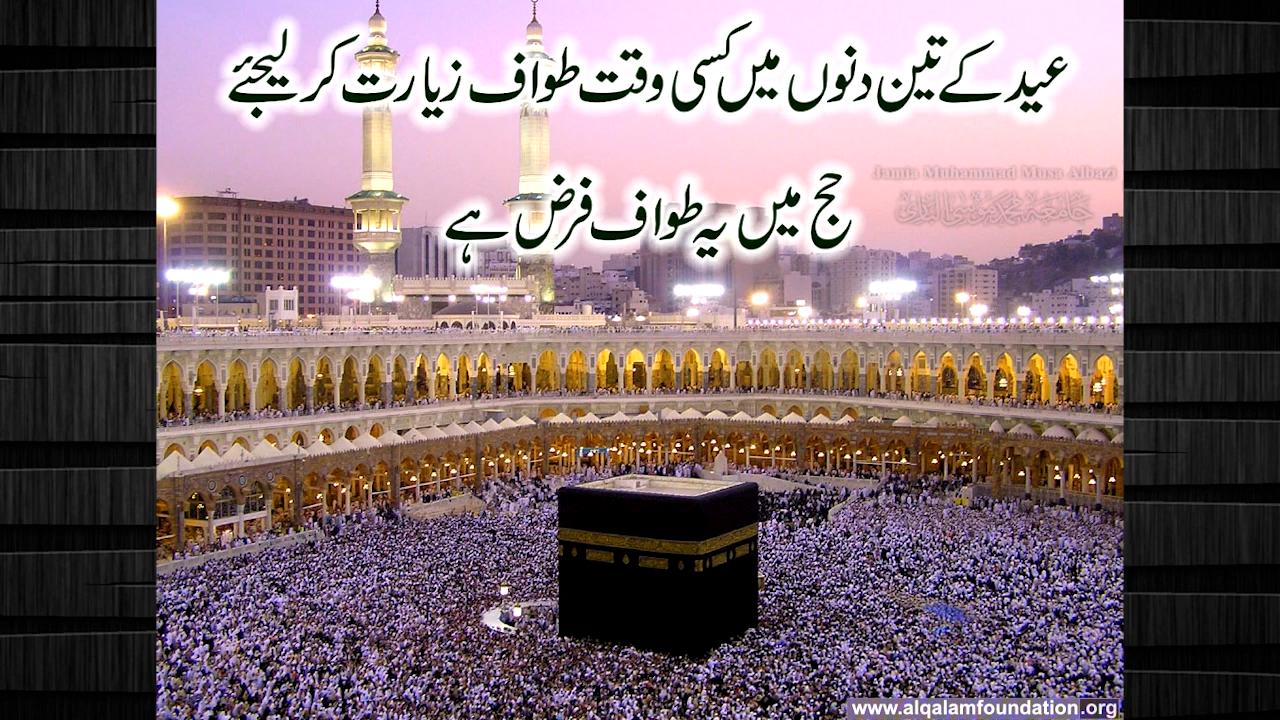 عید کے تین دنوں میں کسی وقت طواف زیارت کر لیجئے
حج میں یہ طواف فرض ہے
Jamia Muhammad Musa Albazi
جامعہ محمد موسیٰ البازی
www.alqalamfoundation.org